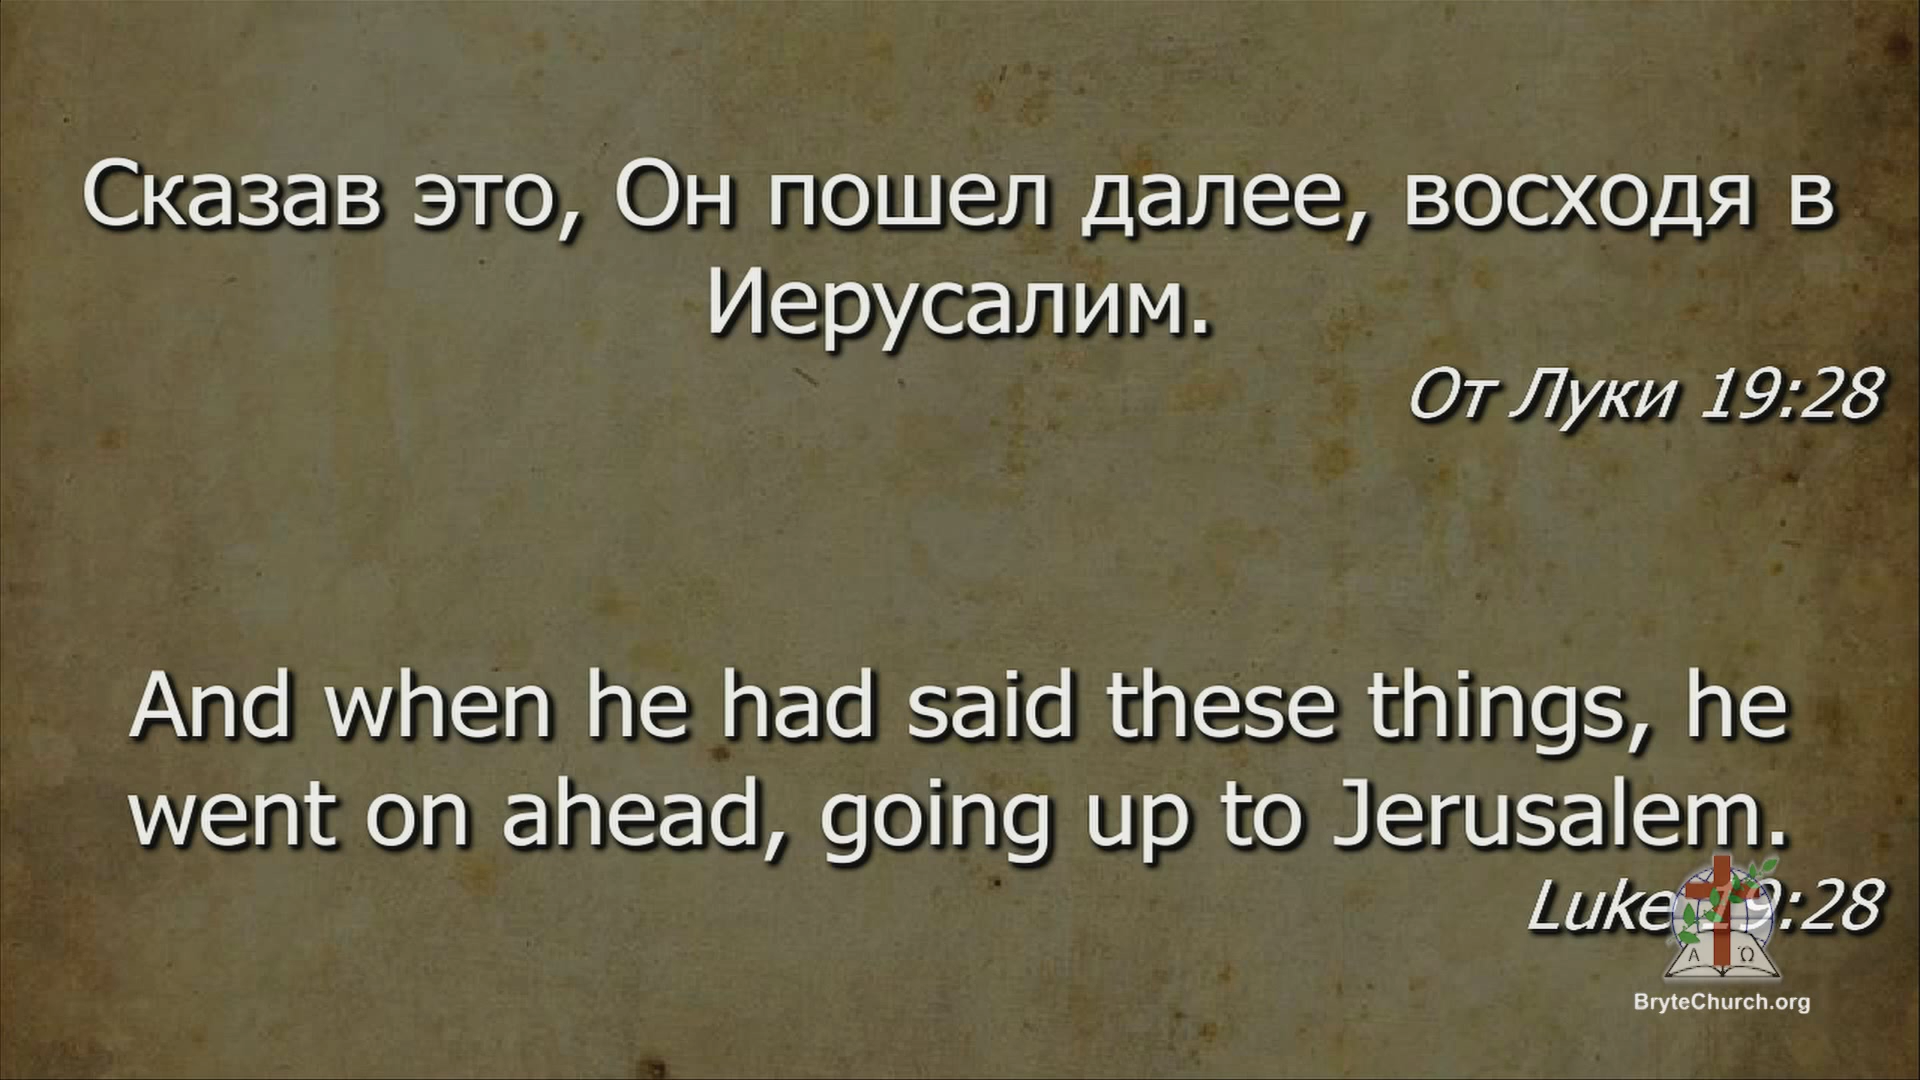 Сказав это, Он пошел далее, восходя в
Иерусалим.
От Луки 19:28
And when he had said these things, he
went on ahead, going up to Jerusalem.
Luke 19:28
Α Ω
BryteChurch.org